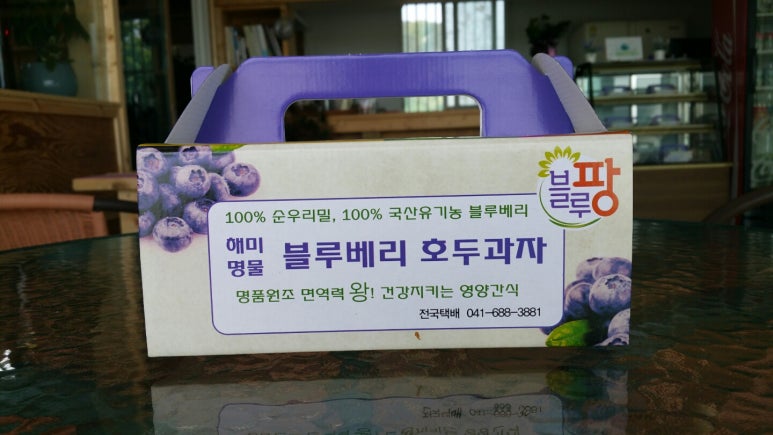 블루팡
100% 순우리밀, 100% 국산유기농 블루베리
해미
명물
블루베리 호두과자
명품원조 면역력 왕! 건강지키는 영양간식
전국택배 041-688-3881